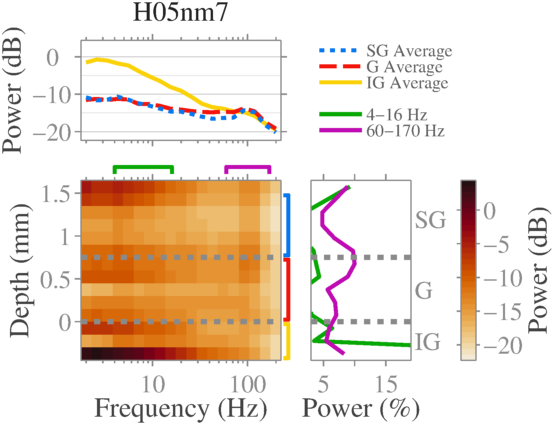 H05nm7
Power (dB)
0
−10
−20
SG Average
G Average
IG Average
4−16 Hz
60−170 Hz
Depth (mm)
1.5
1
0.5
0
10
100
Frequency (Hz)
SG
G
IG
5
15
Power (%)
0
−5
−10
−15
−20
Power (dB)